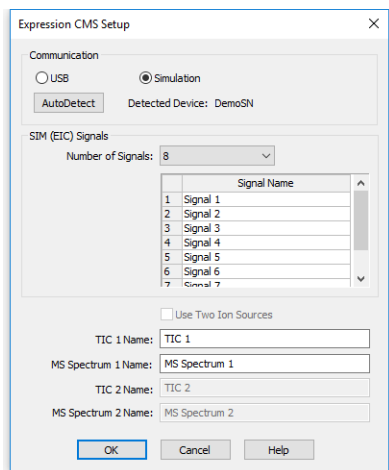 Expression CMS Setup
Communication
USB Simulation
AutoDetect Detected Device: DemoSN
SIM (EIC) Signals
Number of Signals: 8
Signal Name
1 Signal 1
2 Signal 2
3 Signal 3
4 Signal 4
5 Signal 5
6 Signal 6
7 Signal 7
Use Two Ion Sources
TIC 1 Name: TIC 1
MS Spectrum 1 Name: MS Spectrum 1
TIC 2 Name: TIC 2
MS Spectrum 2 Name: MS Spectrum 2
OK Cancel Help